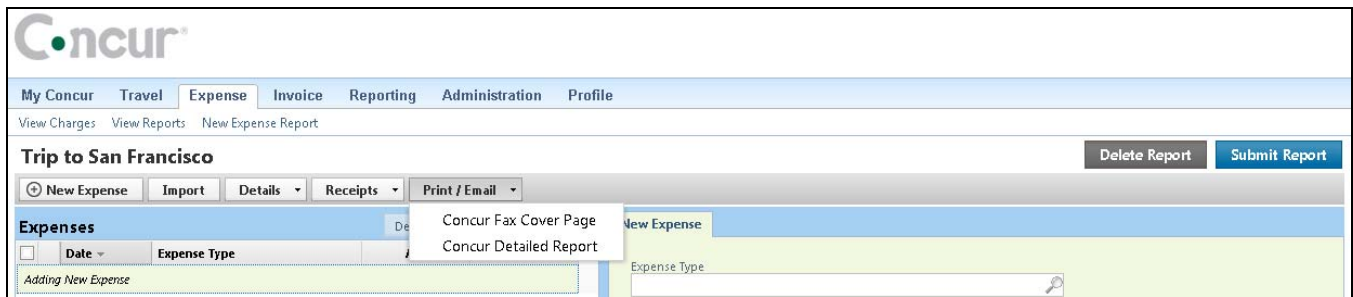 Concur
My Concur Travel Expense Invoice Reporting Administration Profile
View Charges View Reports New Expense Report
Trip to San Francisco Delete Report Submit Report
New Expense Import Details Receipts Print / Email
Concur Fax Cover Page
Concur Detailed Report
Expenses De New Expense
Date Expense Type
Adding New Expense
Expense Type